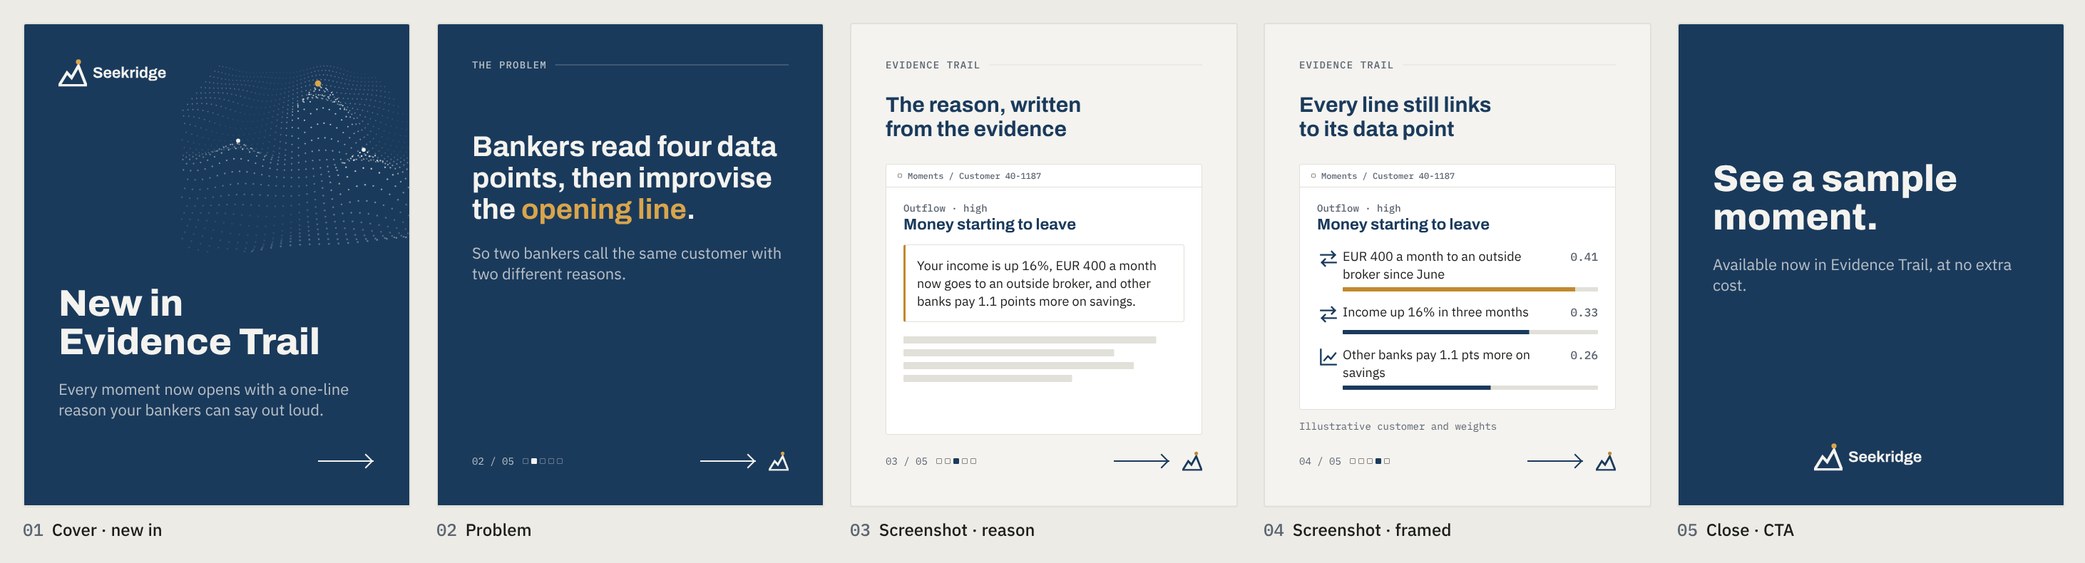 Seekridge
New in
Evidence Trail
Every moment now opens with a one-line
reason your bankers can say out loud.
01 Cover · new in
THE PROBLEM
Bankers read four data
points, then improvise
the opening line.
So two bankers call the same customer with
two different reasons.
02 / 05
02 Problem
EVIDENCE TRAIL
The reason, written
from the evidence
Moments / Customer 40-1187
Outflow · high
Money starting to leave
Your income is up 16%, EUR 400 a month
now goes to an outside broker, and other
banks pay 1.1 points more on savings.
03 / 05
03 Screenshot · reason
EVIDENCE TRAIL
Every line still links
to its data point
Moments / Customer 40-1187
Outflow · high
Money starting to leave
EUR 400 a month to an outside 0.41
broker since June
Income up 16% in three months 0.33
Other banks pay 1.1 pts more on 0.26
savings
Illustrative customer and weights
04 / 05
04 Screenshot · framed
See a sample
moment.
Available now in Evidence Trail, at no extra
cost.
Seekridge
05 Close · CTA